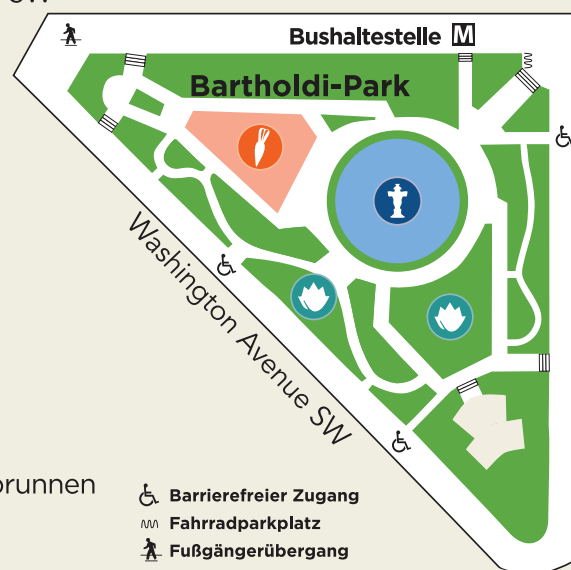 Bushaltestelle M
Bartholdi-Park
Washington Avenue SW
brunnen
Barrierefreier Zugang
Fahrradparkplatz
Fußgängerübergang